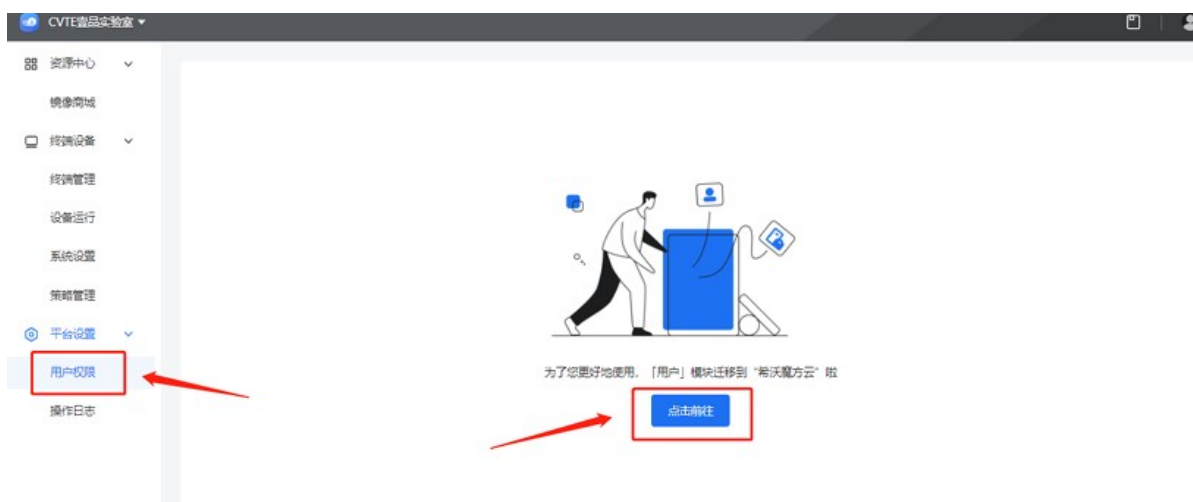 CVTE壹品实验室
资源中心
镜像商城
终端设备
终端管理
设备运行
系统设置
策略管理
平台设置
用户权限
操作日志
为了您更好地使用，「用户」模块迁移到“希沃魔方云”啦
点击前往